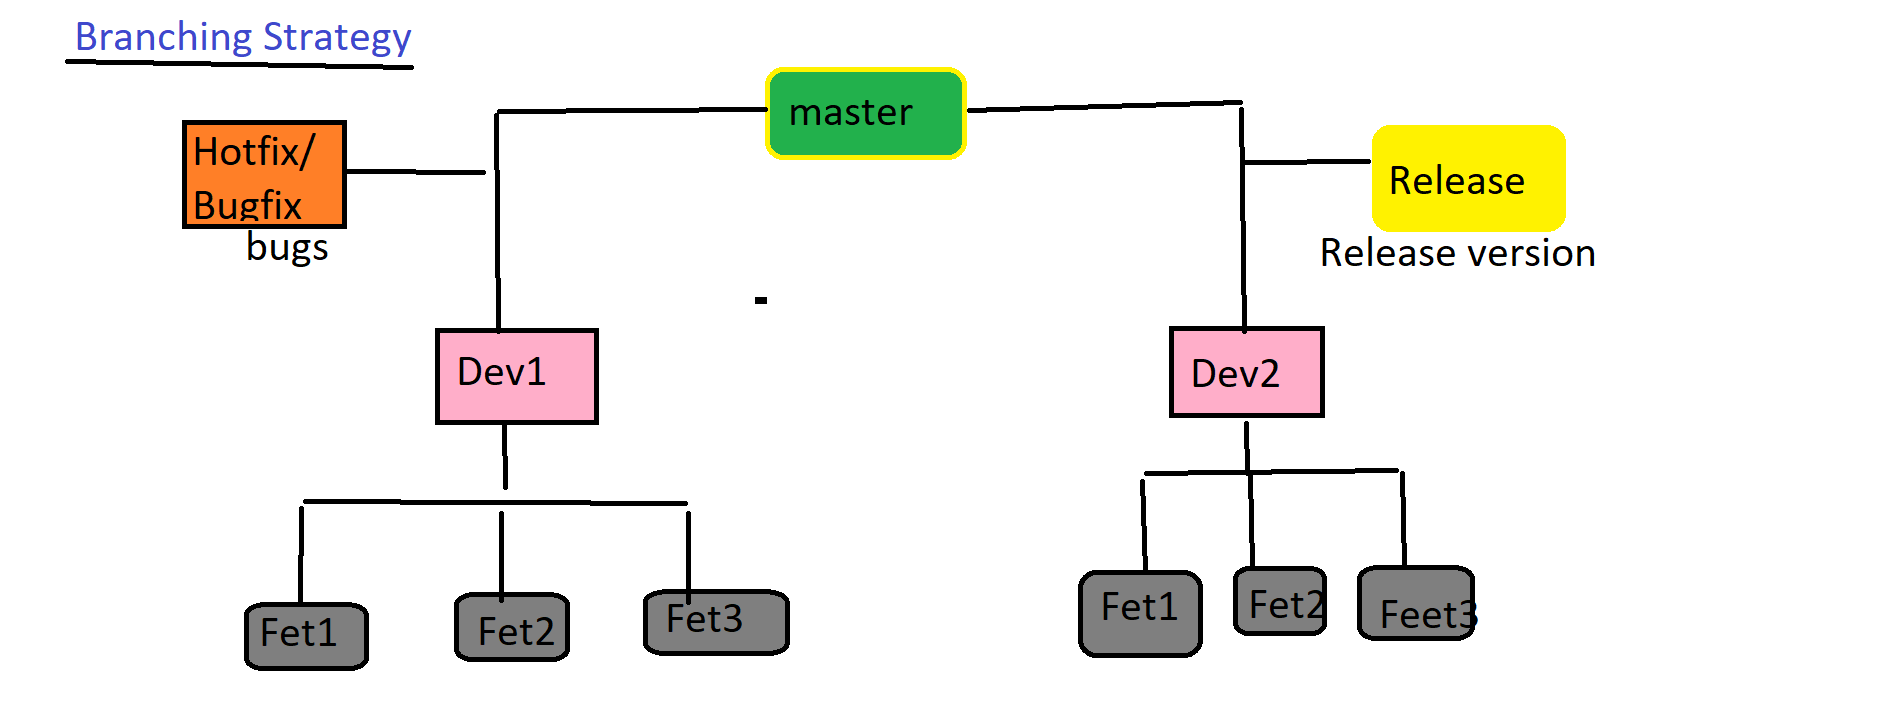 Branching Strategy
master
Hotfix/
Bugfix
bugs
Release
Release version
Dev1
Dev2
Fet1
Fet2
Fet3
Fet1
Fet2
Feet3